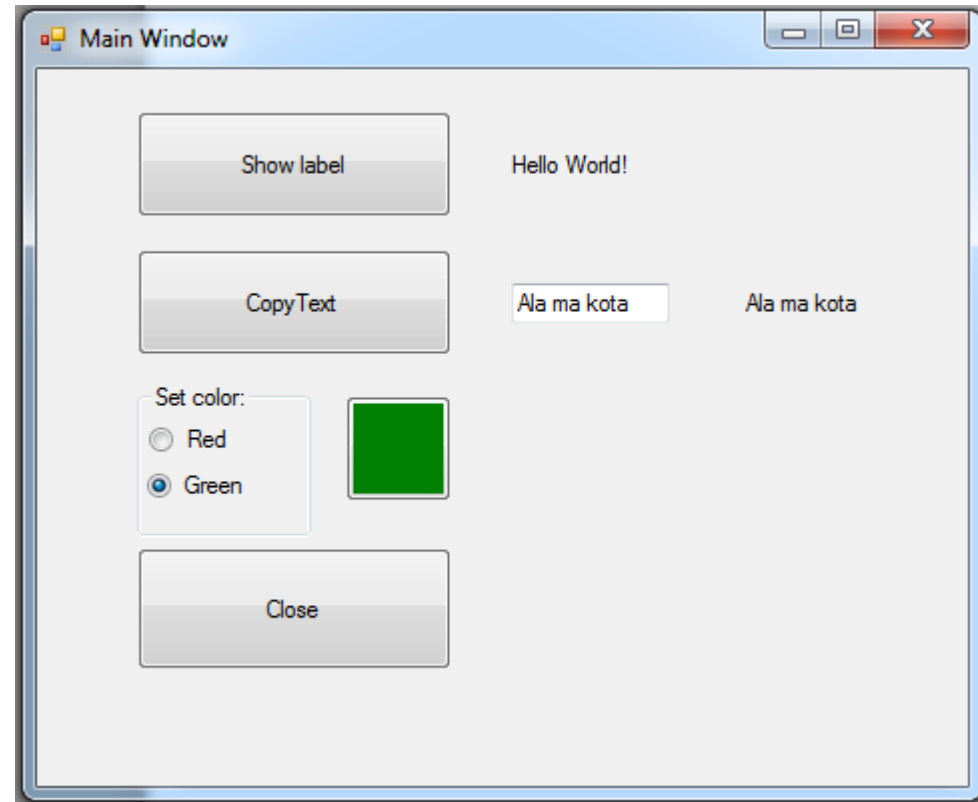 Main Window
Show label
Hello World!
CopyText
Ala ma kota
Ala ma kota
Set color:
Red
Green
Close